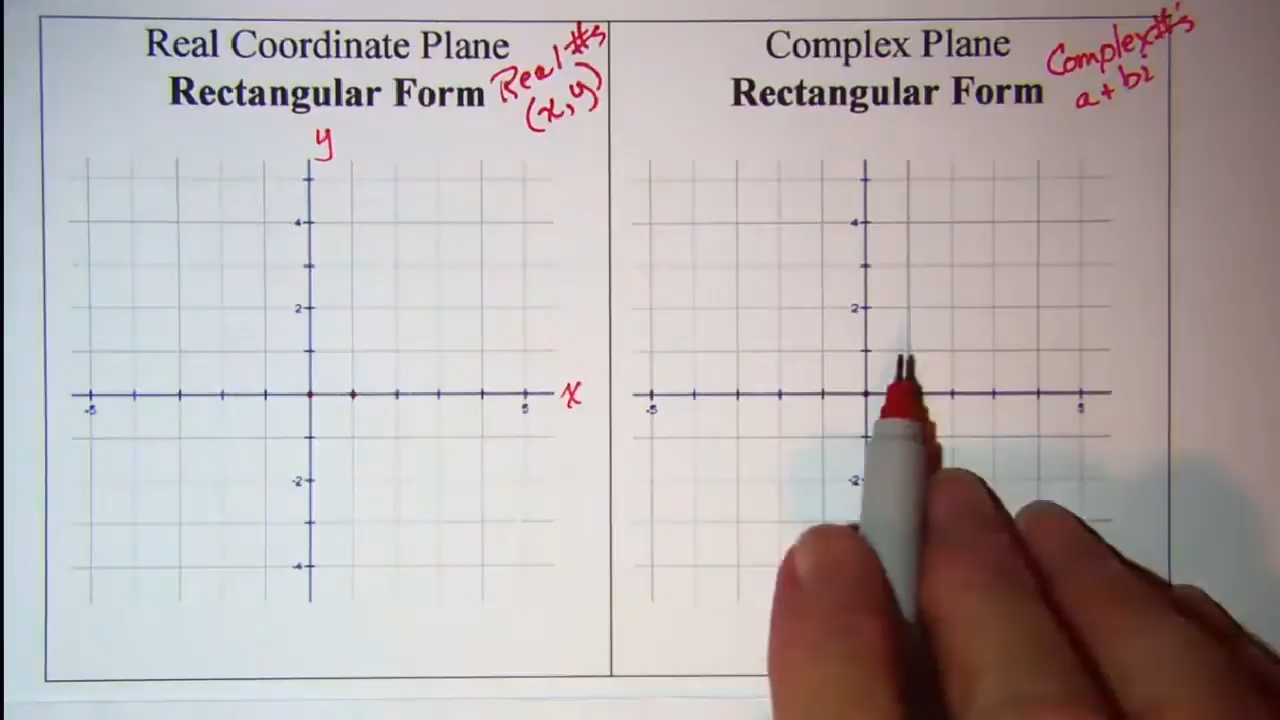 Real Coordinate Plane
Rectangular Form
Real #s
(x, y)
y
4
2
-5
5
x
-2
-4
Complex Plane
Rectangular Form
Complex #'s
a + bi
4
2
-5
5
-2